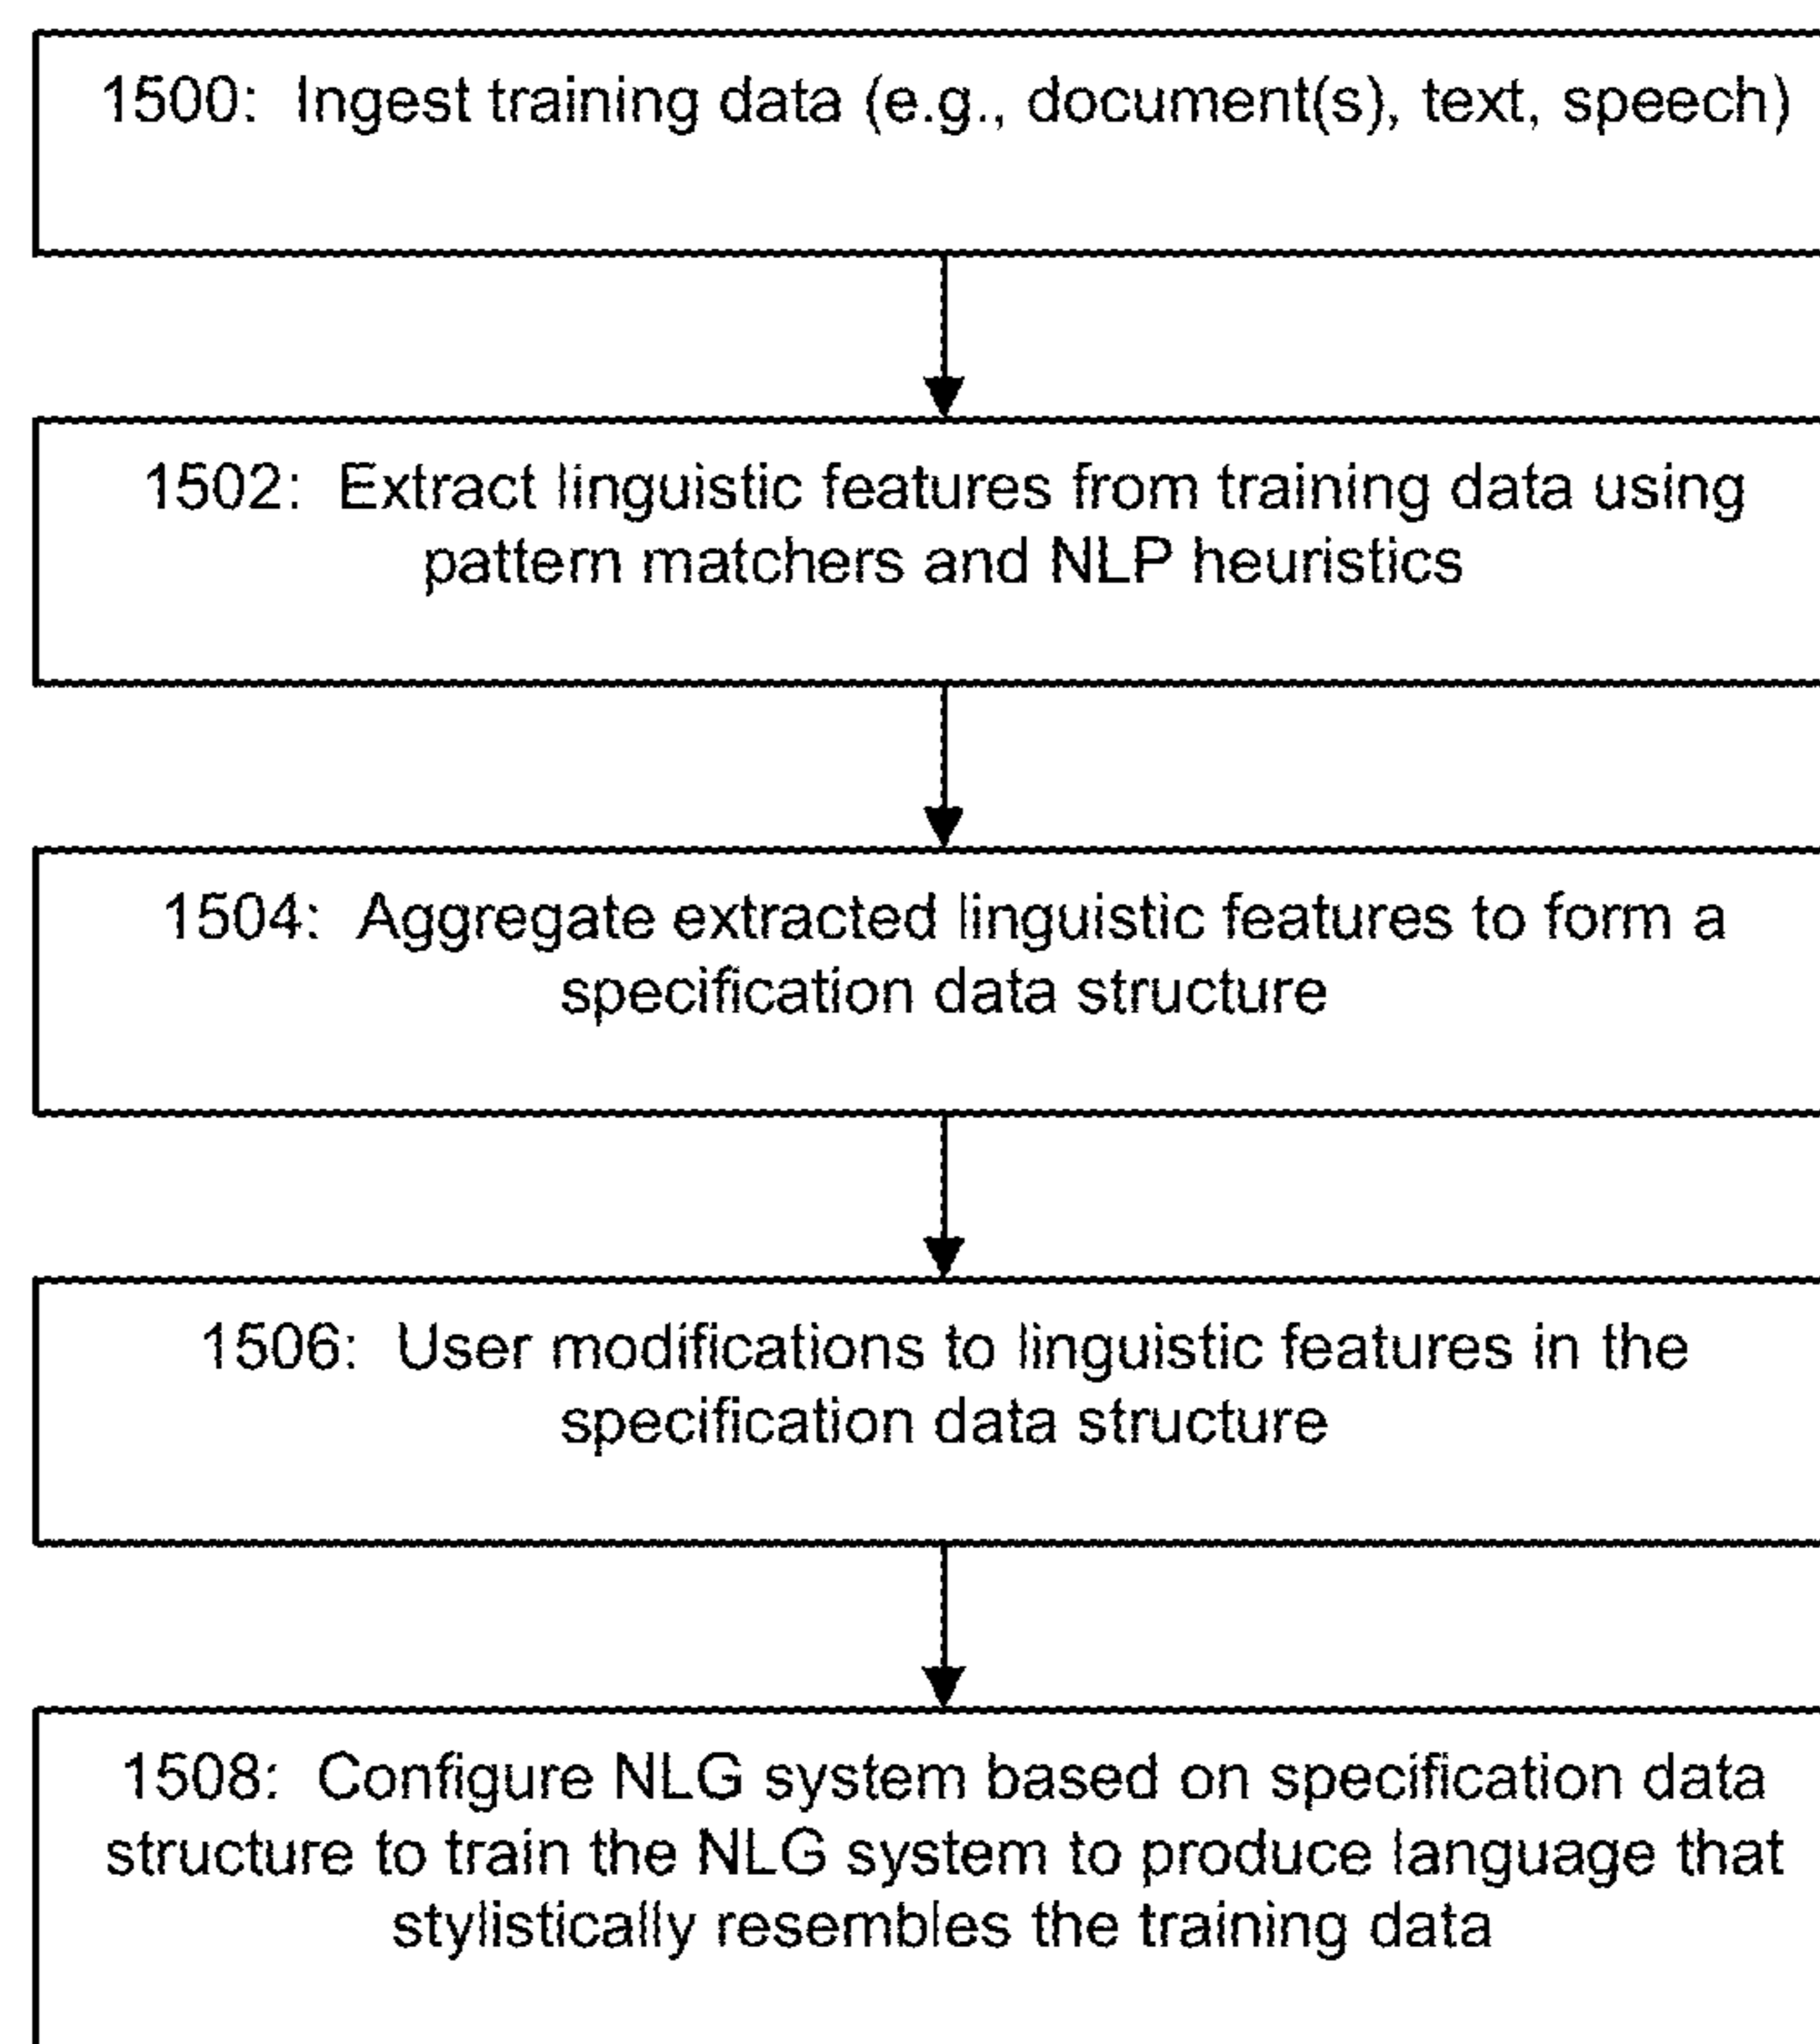 1500: Ingest training data (e.g., document(s), text, speech)
1502: Extract linguistic features from training data using
pattern matchers and NLP heuristics
1504: Aggregate extracted linguistic features to form a
specification data structure
1506: User modifications to linguistic features in the
specification data structure
1508: Configure NLG system based on specification data
structure to train the NLG system to produce language that
stylistically resembles the training data